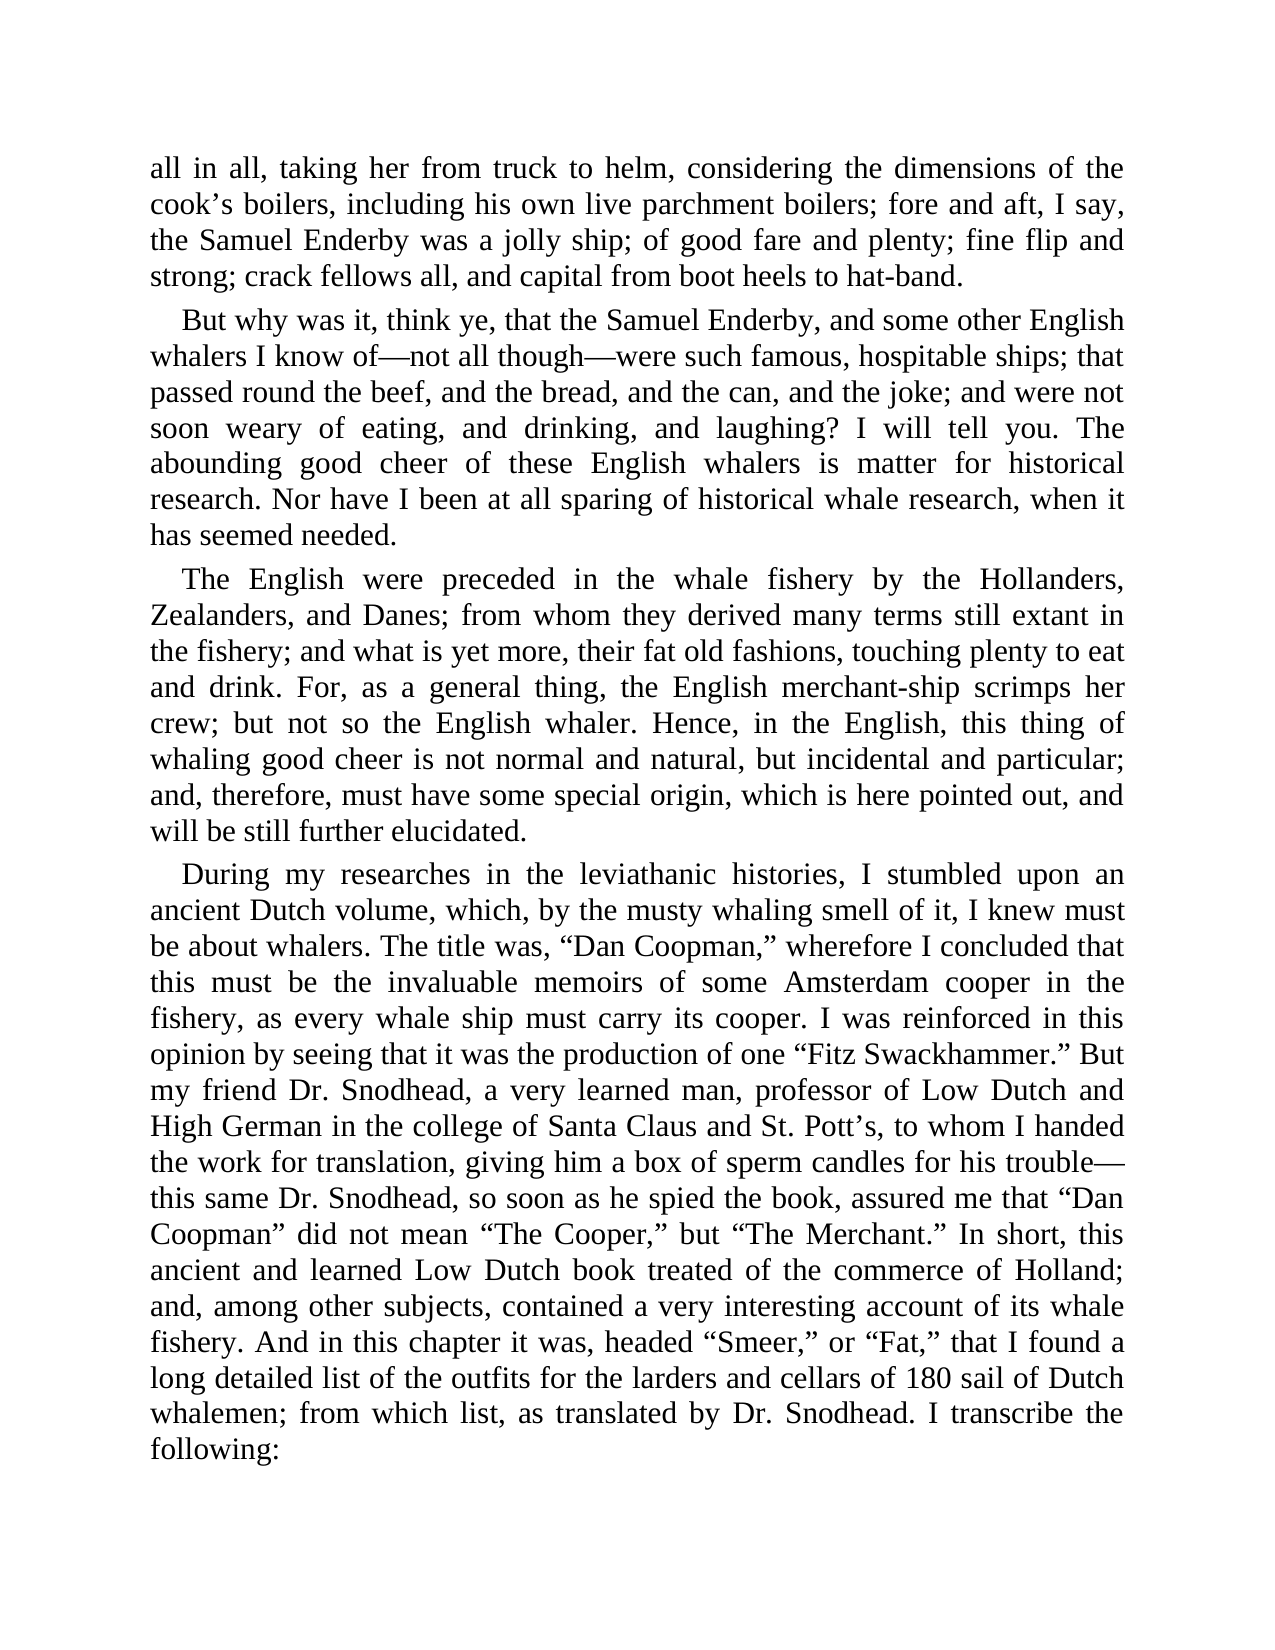 all in all, taking her from truck to helm, considering the dimensions of the
cook’s boilers, including his own live parchment boilers; fore and aft, I say,
the Samuel Enderby was a jolly ship; of good fare and plenty; fine flip and
strong; crack fellows all, and capital from boot heels to hat-band.
But why was it, think ye, that the Samuel Enderby, and some other English
whalers I know of—not all though—were such famous, hospitable ships; that
passed round the beef, and the bread, and the can, and the joke; and were not
soon weary of eating, and drinking, and laughing? I will tell you. The
abounding good cheer of these English whalers is matter for historical
research. Nor have I been at all sparing of historical whale research, when it
has seemed needed.
The English were preceded in the whale fishery by the Hollanders,
Zealanders, and Danes; from whom they derived many terms still extant in
the fishery; and what is yet more, their fat old fashions, touching plenty to eat
and drink. For, as a general thing, the English merchant-ship scrimps her
crew; but not so the English whaler. Hence, in the English, this thing of
whaling good cheer is not normal and natural, but incidental and particular;
and, therefore, must have some special origin, which is here pointed out, and
will be still further elucidated.
During my researches in the leviathanic histories, I stumbled upon an
ancient Dutch volume, which, by the musty whaling smell of it, I knew must
be about whalers. The title was, “Dan Coopman,” wherefore I concluded that
this must be the invaluable memoirs of some Amsterdam cooper in the
fishery, as every whale ship must carry its cooper. I was reinforced in this
opinion by seeing that it was the production of one “Fitz Swackhammer.” But
my friend Dr. Snodhead, a very learned man, professor of Low Dutch and
High German in the college of Santa Claus and St. Pott’s, to whom I handed
the work for translation, giving him a box of sperm candles for his trouble—
this same Dr. Snodhead, so soon as he spied the book, assured me that “Dan
Coopman” did not mean “The Cooper,” but “The Merchant.” In short, this
ancient and learned Low Dutch book treated of the commerce of Holland;
and, among other subjects, contained a very interesting account of its whale
fishery. And in this chapter it was, headed “Smeer,” or “Fat,” that I found a
long detailed list of the outfits for the larders and cellars of 180 sail of Dutch
whalemen; from which list, as translated by Dr. Snodhead. I transcribe the
following: